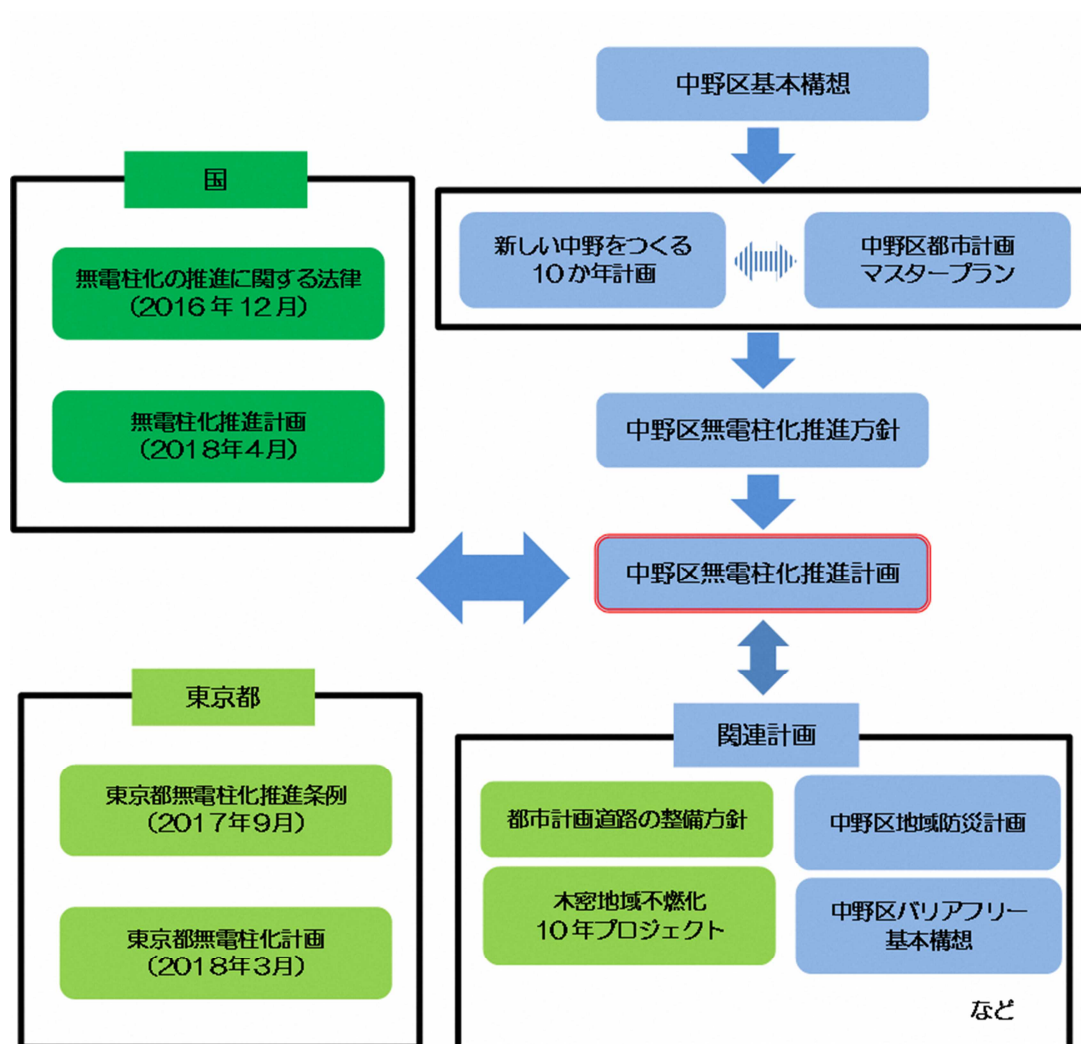 中野区基本構想
国
無電柱化の推進に関する法律
（2016年12月）
無電柱化推進計画
（2018年4月）
新しい中野をつくる
10か年計画
中野区都市計画
マスタープラン
中野区無電柱化推進方針
中野区無電柱化推進計画
東京都
東京都無電柱化推進条例
（2017年9月）
東京都無電柱化計画
（2018年3月）
関連計画
都市計画道路の整備方針
中野区地域防災計画
木密地域不燃化
10年プロジェクト
中野区バリアフリー
基本構想
など